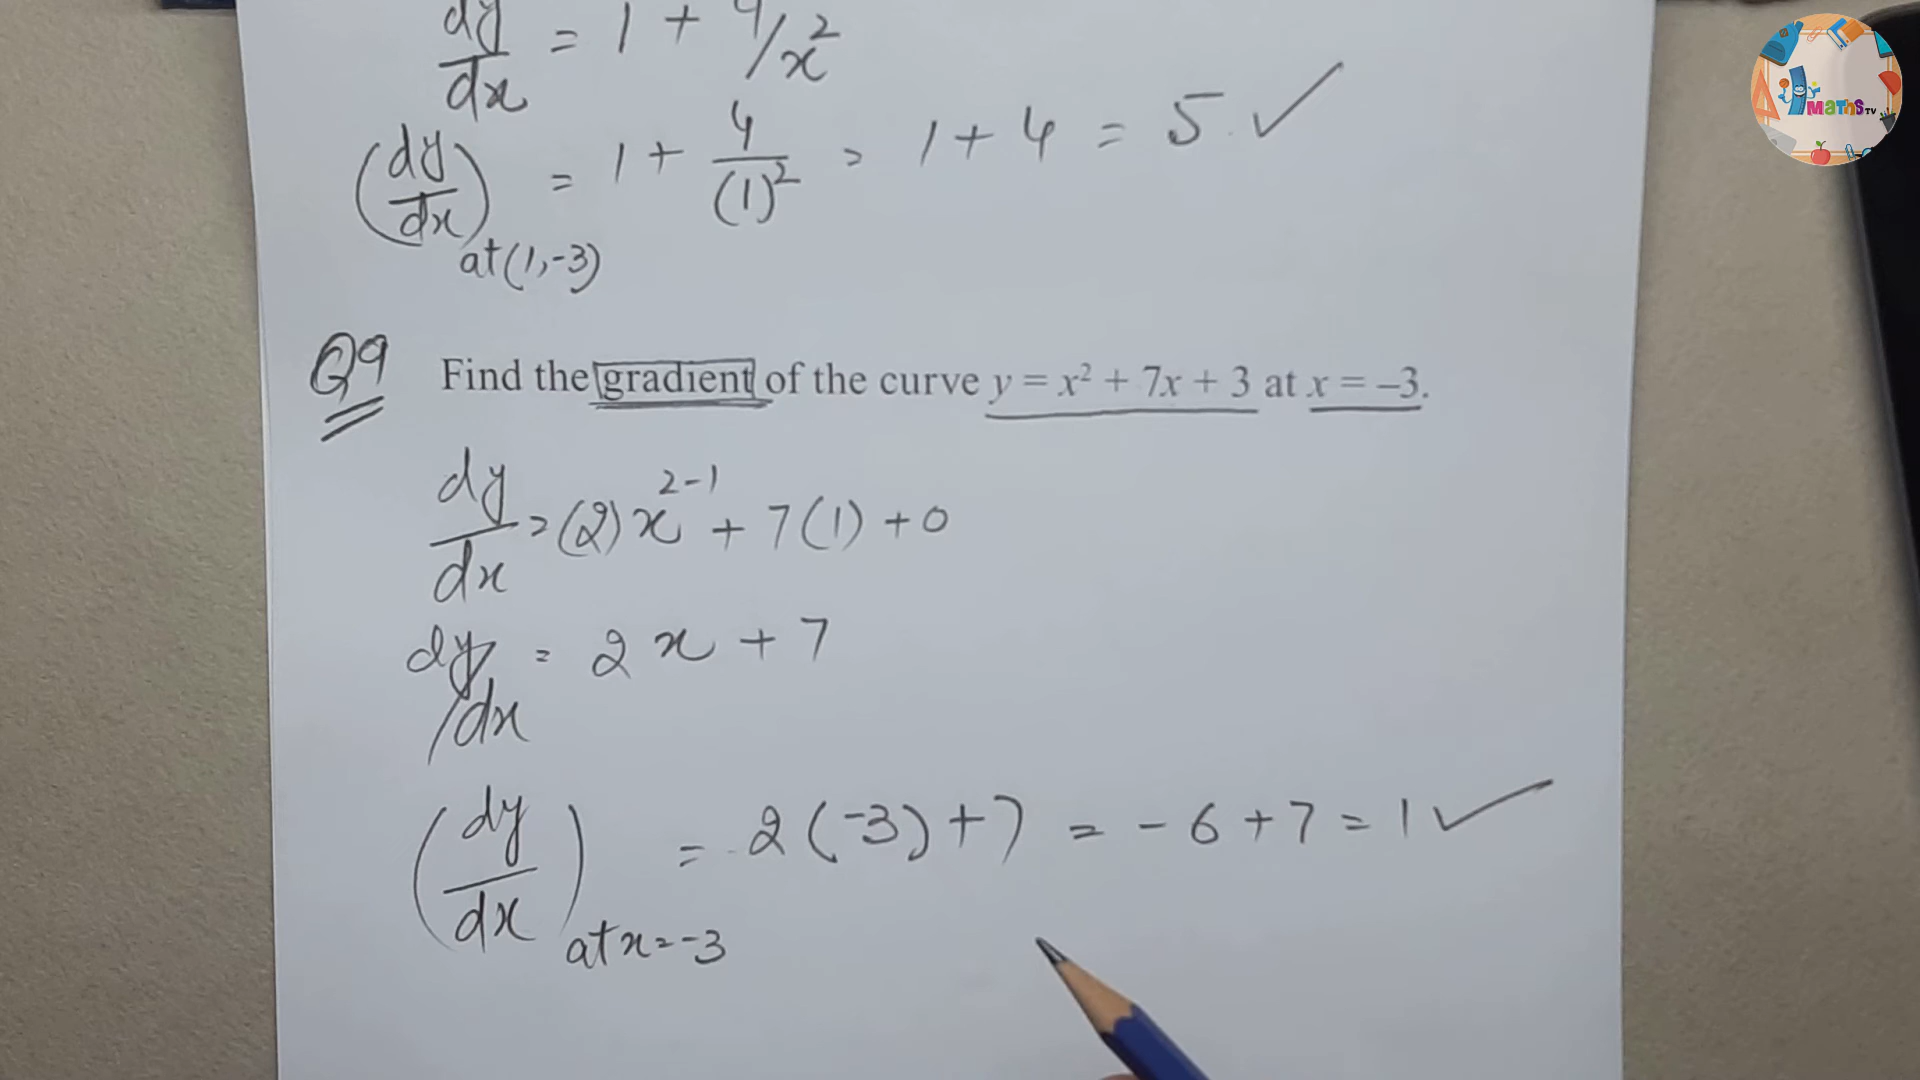 dy/dx = 1 + 4/x²
(dy/dx) at (1,-3) = 1 + 4/(1)² = 1 + 4 = 5 ✓
MATHS TV
Q9 Find the gradient of the curve y = x² + 7x + 3 at x = –3.
dy/dx = (2)x²⁻¹ + 7(1) + 0
dy/dx = 2x + 7
(dy/dx) at x = -3 = 2(-3) + 7 = -6 + 7 = 1 ✓